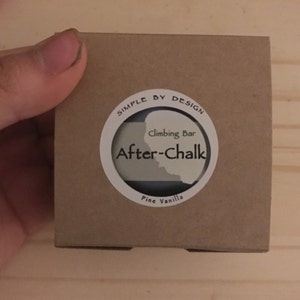 SIMPLE BY DESIGN
Climbing Bar
After-Chalk
Pine Vanilla